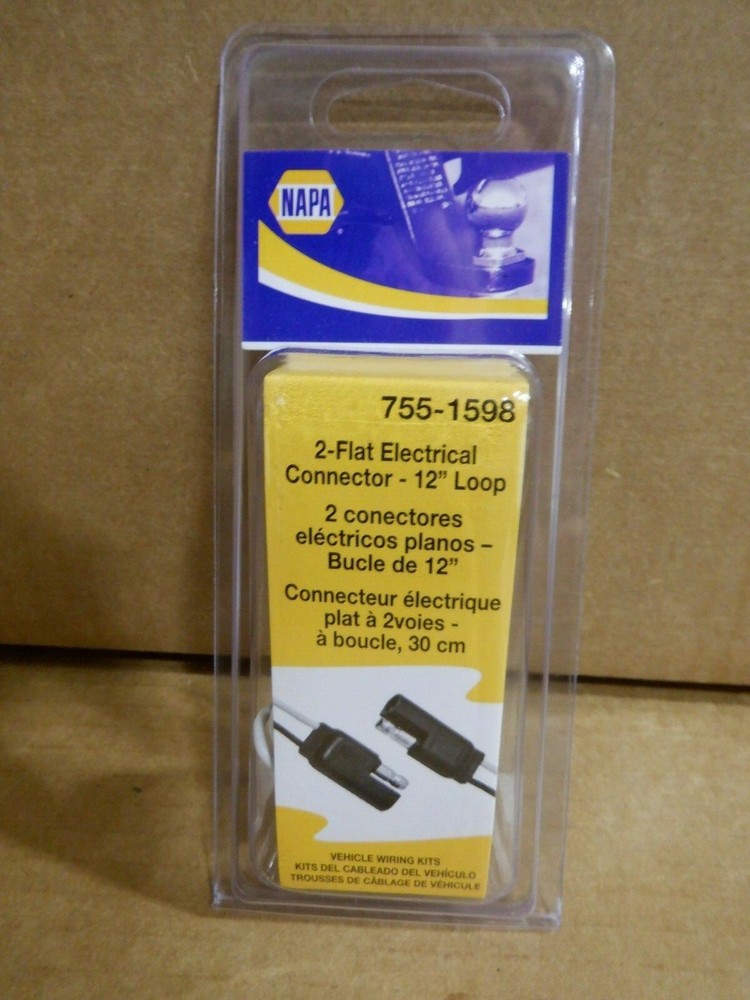 NAPA
755-1598
2-Flat Electrical
Connector - 12” Loop
2 conectores
eléctricos planos –
Bucle de 12”
Connecteur électrique
plat à 2voies -
à boucle, 30 cm
VEHICLE WIRING KITS
KITS DEL CABLEADO DEL VEHÍCULO
TROUSSES DE CÂBLAGE DE VÉHICULE